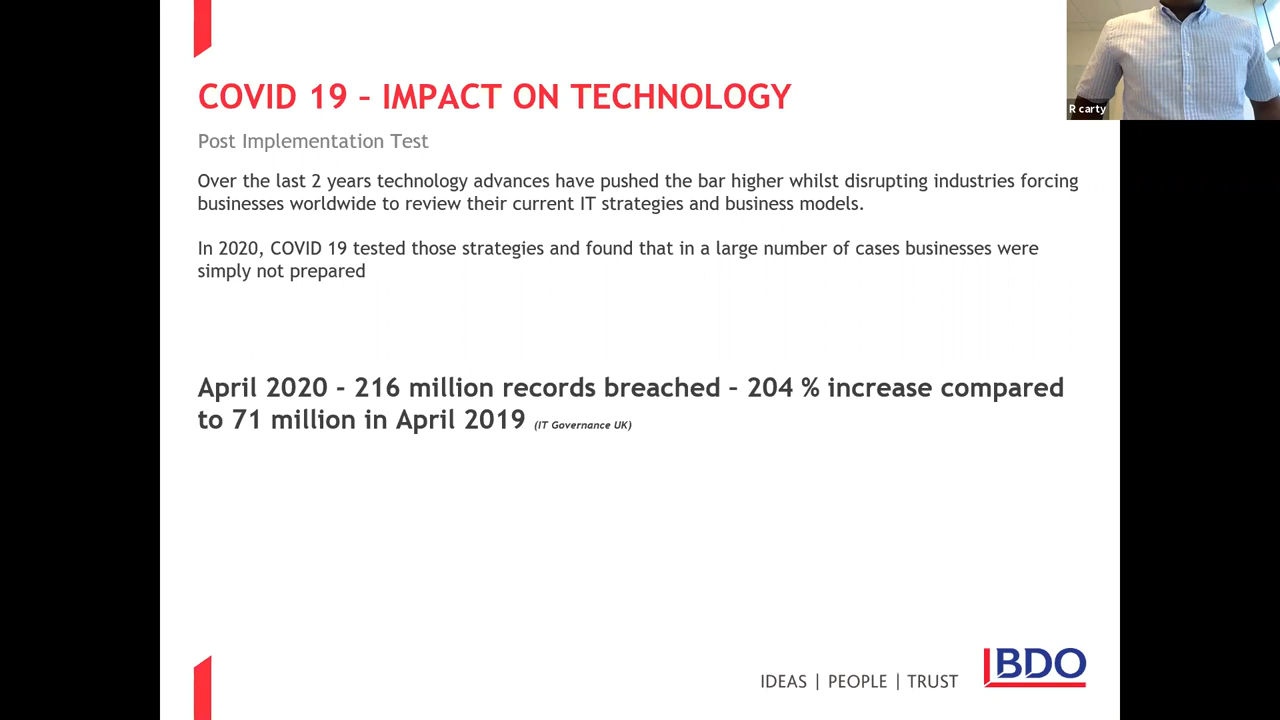 COVID 19 – IMPACT ON TECHNOLOGY
R carty
Post Implementation Test
Over the last 2 years technology advances have pushed the bar higher whilst disrupting industries forcing
businesses worldwide to review their current IT strategies and business models.
In 2020, COVID 19 tested those strategies and found that in a large number of cases businesses were
simply not prepared
April 2020 - 216 million records breached – 204 % increase compared
to 71 million in April 2019 (IT Governance UK)
IDEAS | PEOPLE | TRUST
BDO